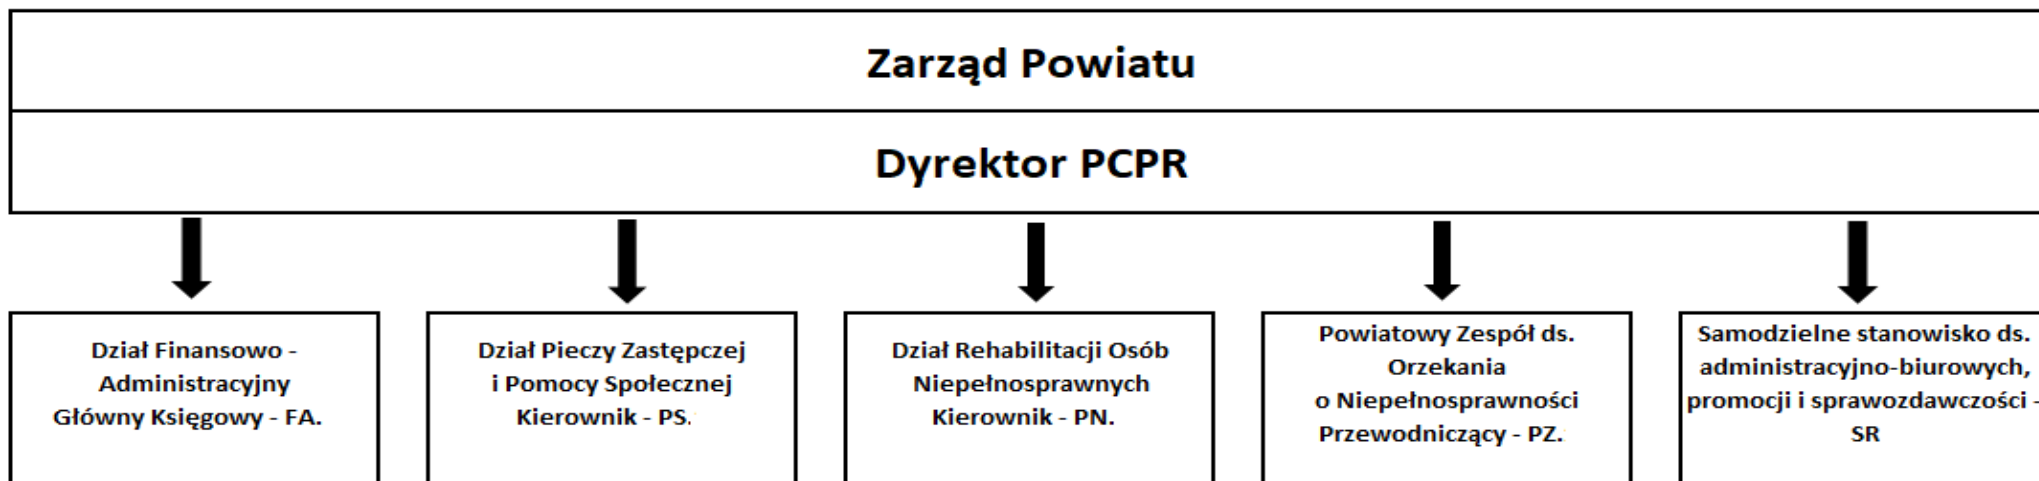 Zarząd Powiatu
Dyrektor PCPR
Dział Finansowo -
Administracyjny
Główny Księgowy - FA.
Dział Pieczy Zastępczej
i Pomocy Społecznej
Kierownik - PS.
Dział Rehabilitacji Osób
Niepełnosprawnych
Kierownik - PN.
Powiatowy Zespół ds.
Orzekania
o Niepełnosprawności
Przewodniczący - PZ.
Samodzielne stanowisko ds.
administracyjno-biurowych,
promocji i sprawozdawczości -
SR